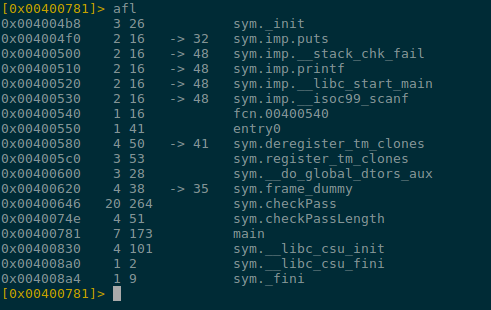 [0x00400781]> afl
0x004004b8 3 26 sym._init
0x004004f0 2 16 -> 32 sym.imp.puts
0x00400500 2 16 -> 48 sym.imp.__stack_chk_fail
0x00400510 2 16 -> 48 sym.imp.printf
0x00400520 2 16 -> 48 sym.imp.__libc_start_main
0x00400530 2 16 -> 48 sym.imp.__isoc99_scanf
0x00400540 1 16 fcn.00400540
0x00400550 1 41 entry0
0x00400580 4 50 -> 41 sym.deregister_tm_clones
0x004005c0 3 53 sym.register_tm_clones
0x00400600 3 28 sym.__do_global_dtors_aux
0x00400620 4 38 -> 35 sym.frame_dummy
0x00400646 20 264 sym.checkPass
0x0040074e 4 51 sym.checkPassLength
0x00400781 7 173 main
0x00400830 4 101 sym.__libc_csu_init
0x004008a0 1 2 sym.__libc_csu_fini
0x004008a4 1 9 sym._fini
[0x00400781]>